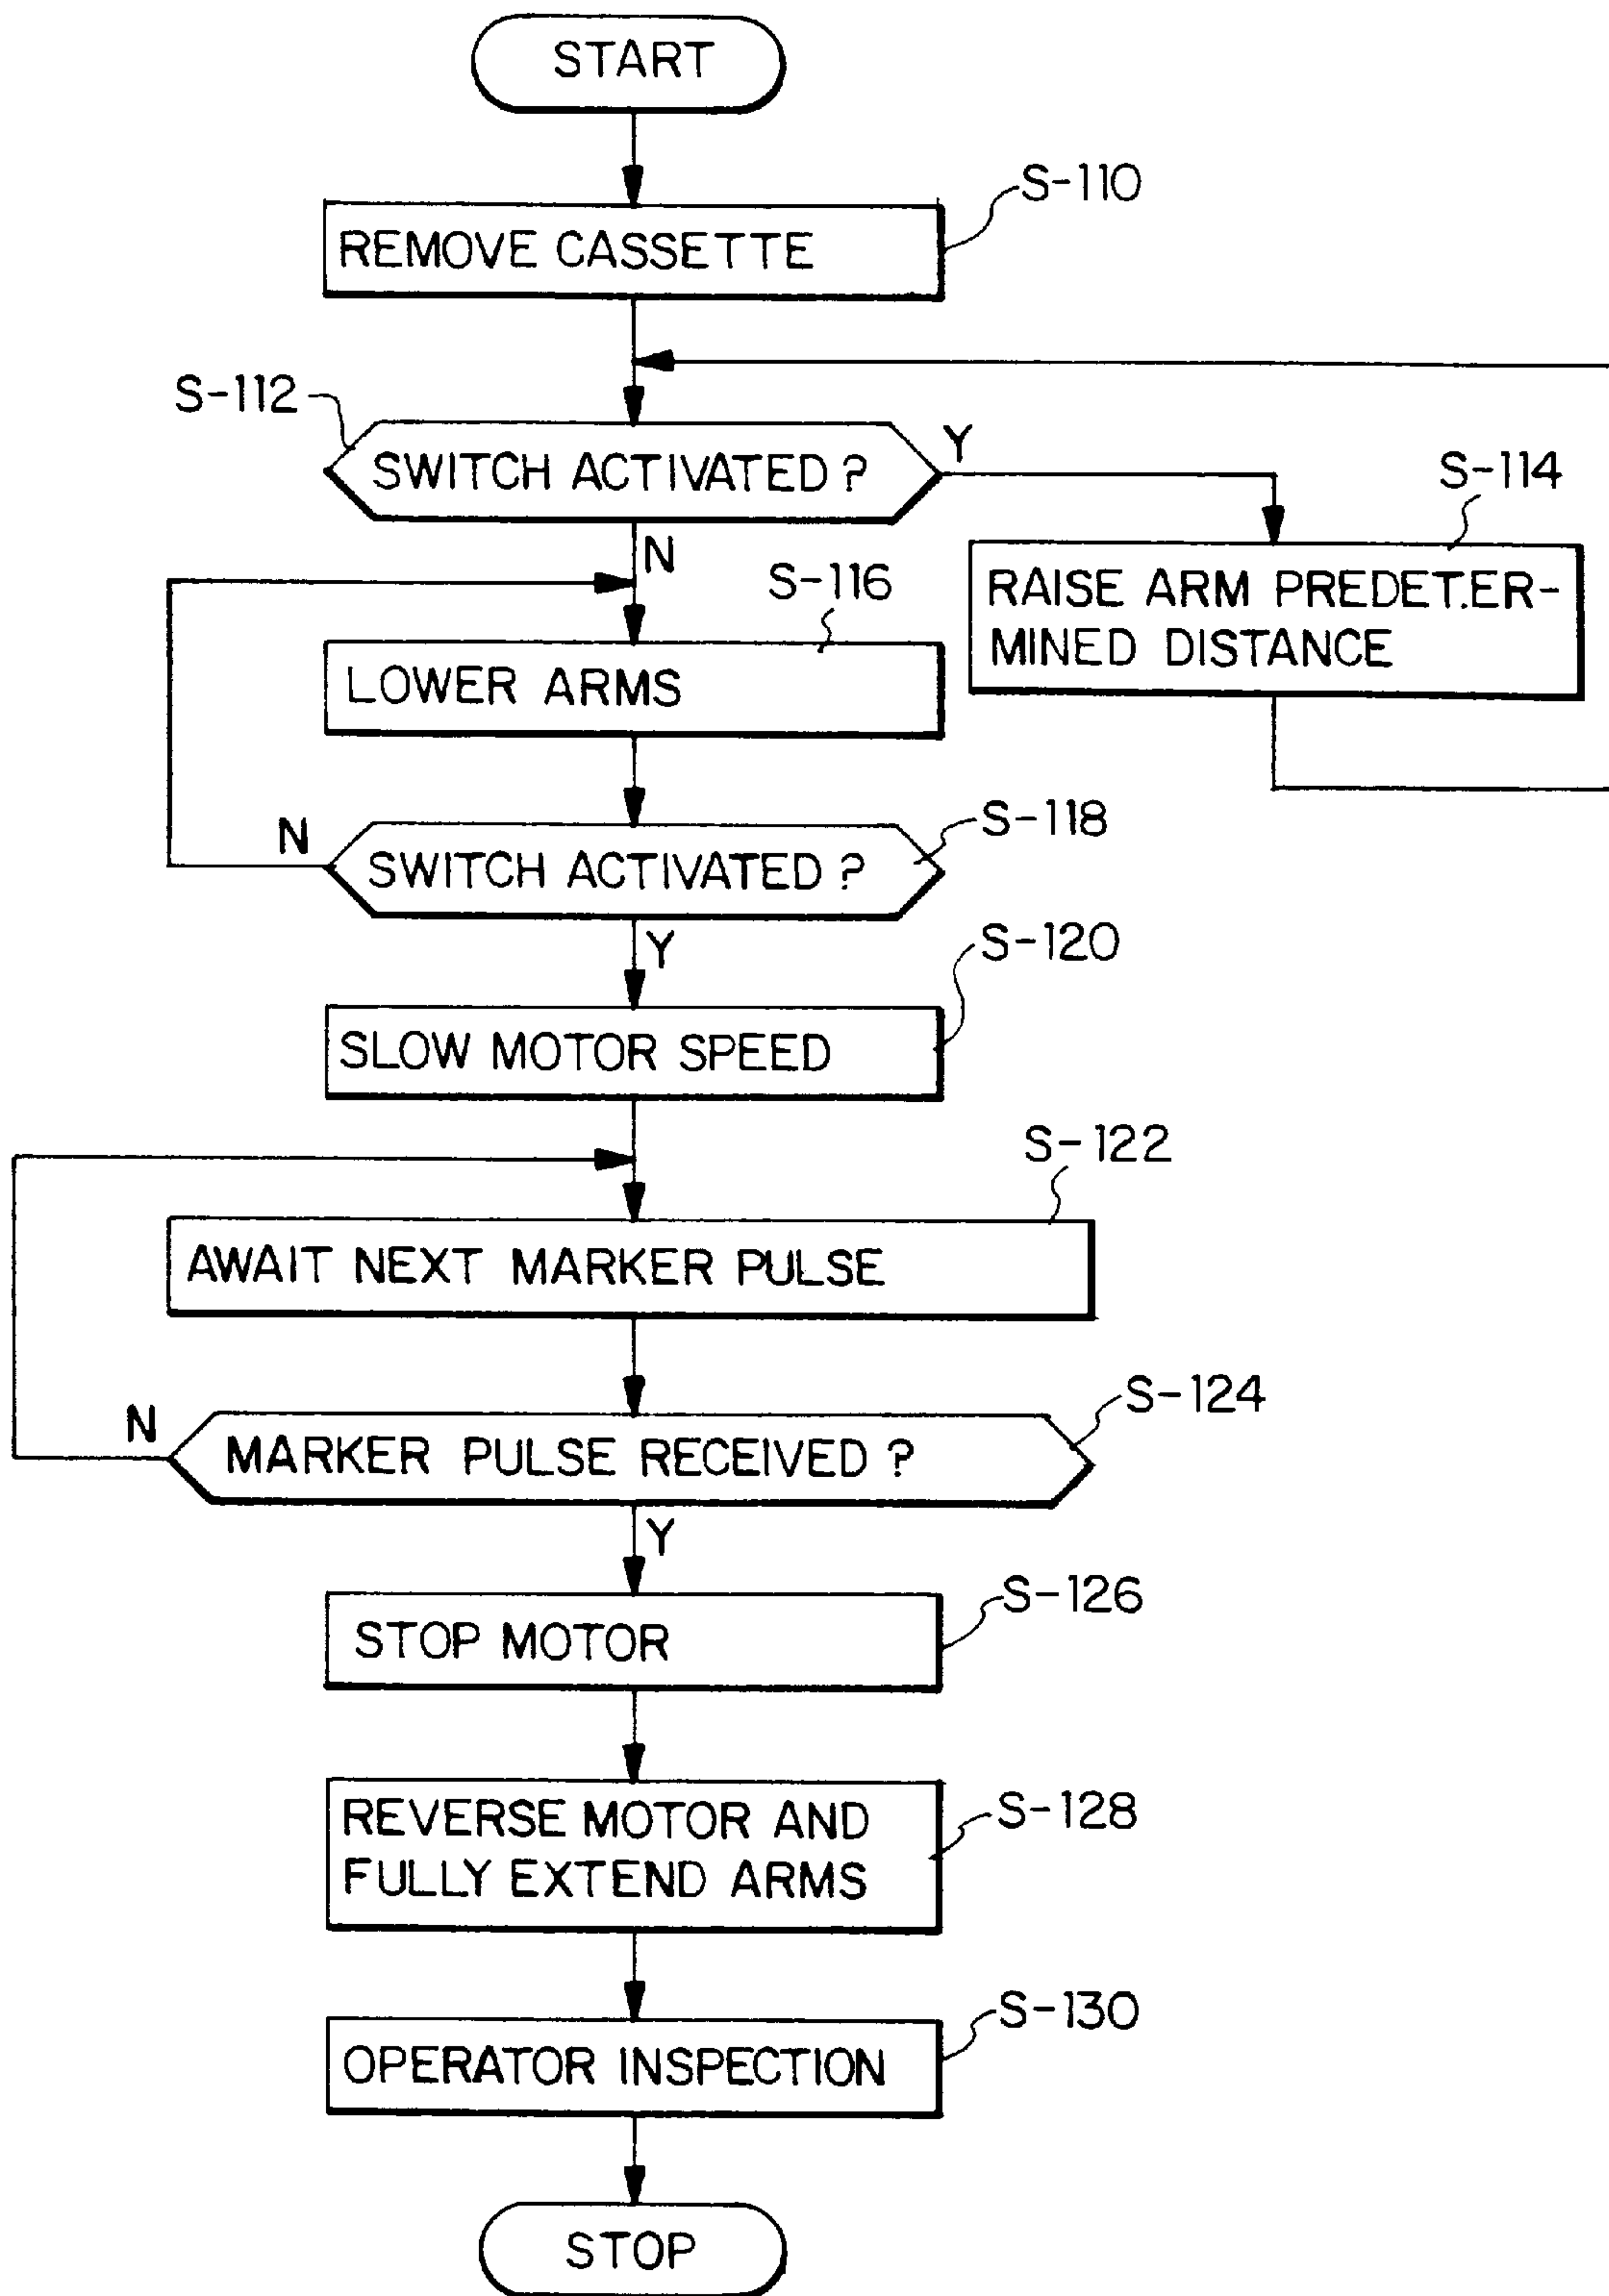 START
S-110
REMOVE CASSETTE
S-112
SWITCH ACTIVATED ?
Y
S-114
RAISE ARM PREDET.ER-
MINED DISTANCE
N
S-116
LOWER ARMS
N
S-118
SWITCH ACTIVATED ?
Y
S-120
SLOW MOTOR SPEED
S-122
AWAIT NEXT MARKER PULSE
S-124
N
MARKER PULSE RECEIVED ?
Y
S-126
STOP MOTOR
S-128
REVERSE MOTOR AND
FULLY EXTEND ARMS
S-130
OPERATOR INSPECTION
STOP